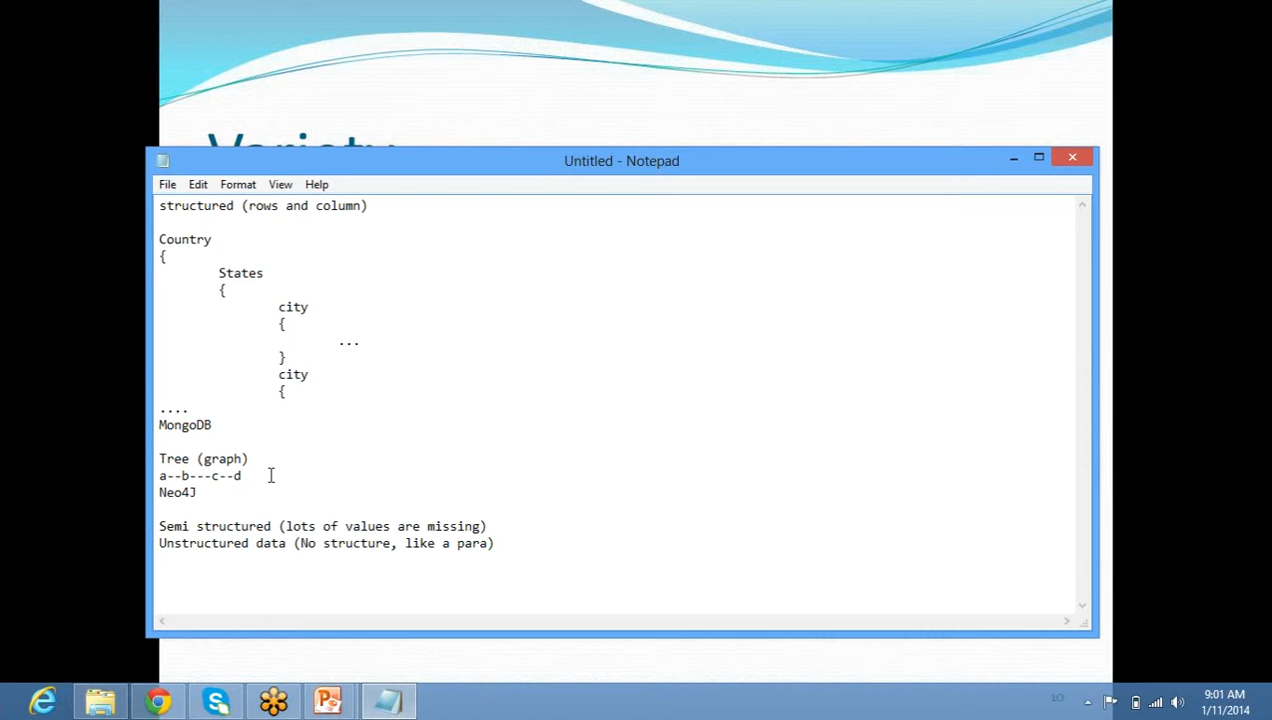 Variety
Untitled - Notepad
File Edit Format View Help
structured (rows and column)
Country
{
States
{
city
{
...
}
city
{
....
MongoDB
Tree (graph)
a--b---c--d
Neo4J
Semi structured (lots of values are missing)
Unstructured data (No structure, like a para)
10
9:01 AM
1/11/2014